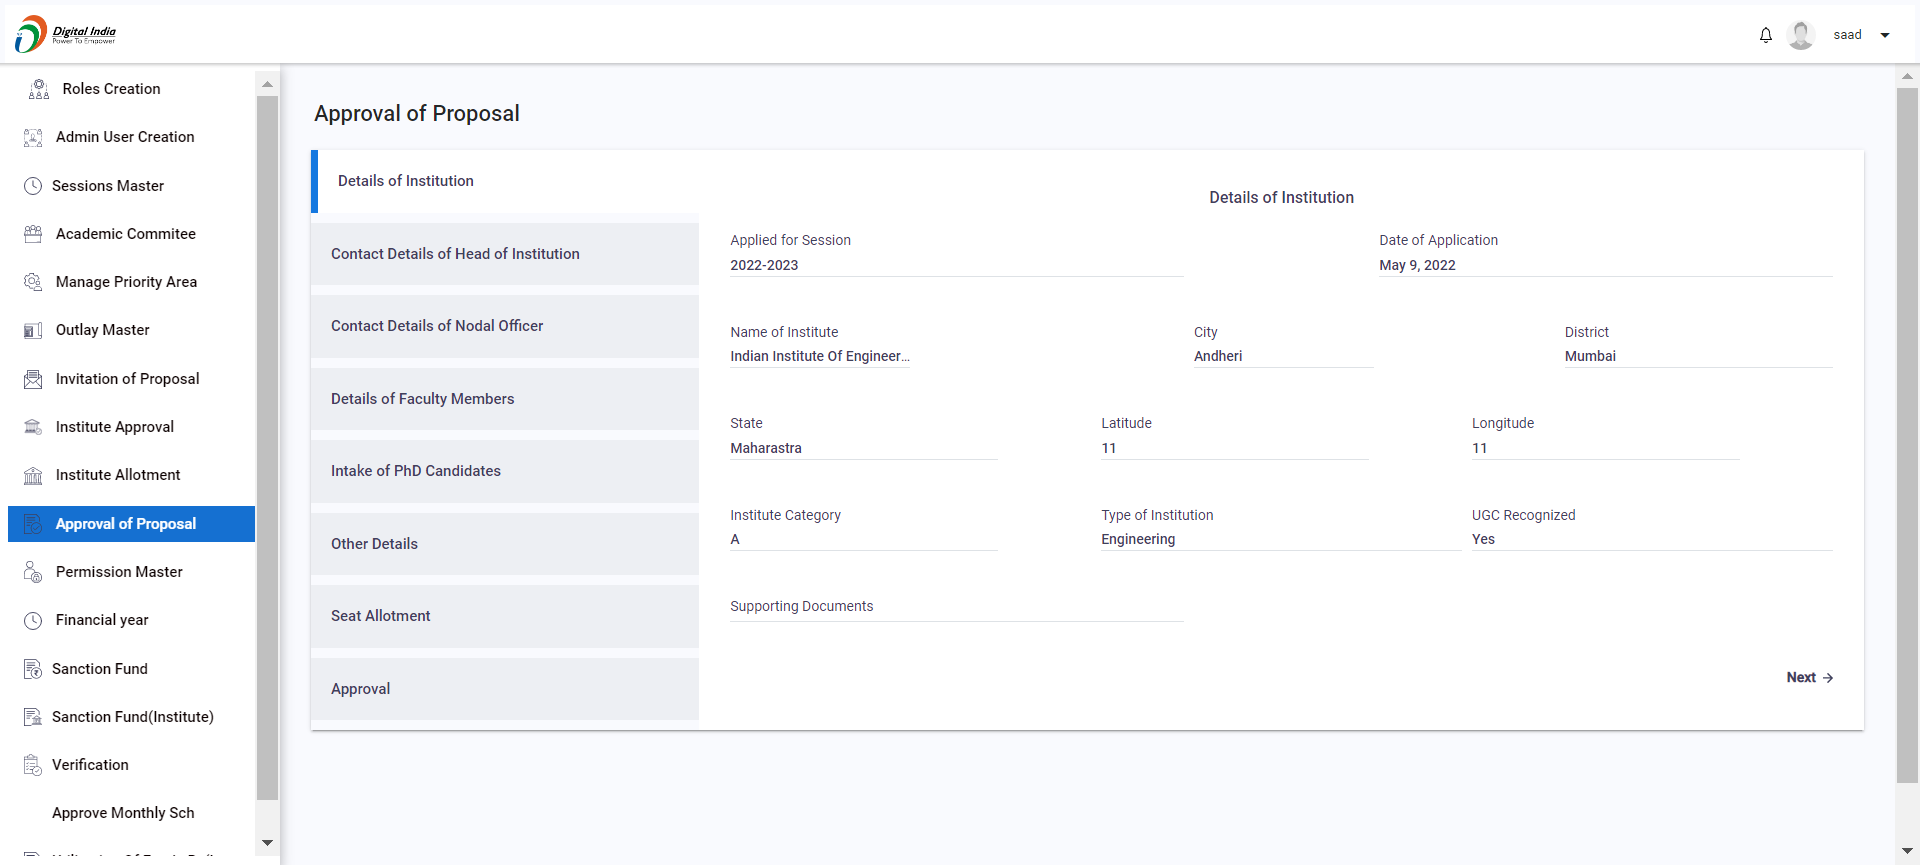 Digital India
Power To Empower
saad
Roles Creation
Admin User Creation
Sessions Master
Academic Commitee
Manage Priority Area
Outlay Master
Invitation of Proposal
Institute Approval
Institute Allotment
Approval of Proposal
Permission Master
Financial year
Sanction Fund
Sanction Fund(Institute)
Verification
Approve Monthly Sch
Approval of Proposal
Details of Institution
Contact Details of Head of Institution
Contact Details of Nodal Officer
Details of Faculty Members
Intake of PhD Candidates
Other Details
Seat Allotment
Approval
Details of Institution
Applied for Session
2022-2023
Date of Application
May 9, 2022
Name of Institute
Indian Institute Of Engineer...
City
Andheri
District
Mumbai
State
Maharastra
Latitude
11
Longitude
11
Institute Category
A
Type of Institution
Engineering
UGC Recognized
Yes
Supporting Documents
Next →